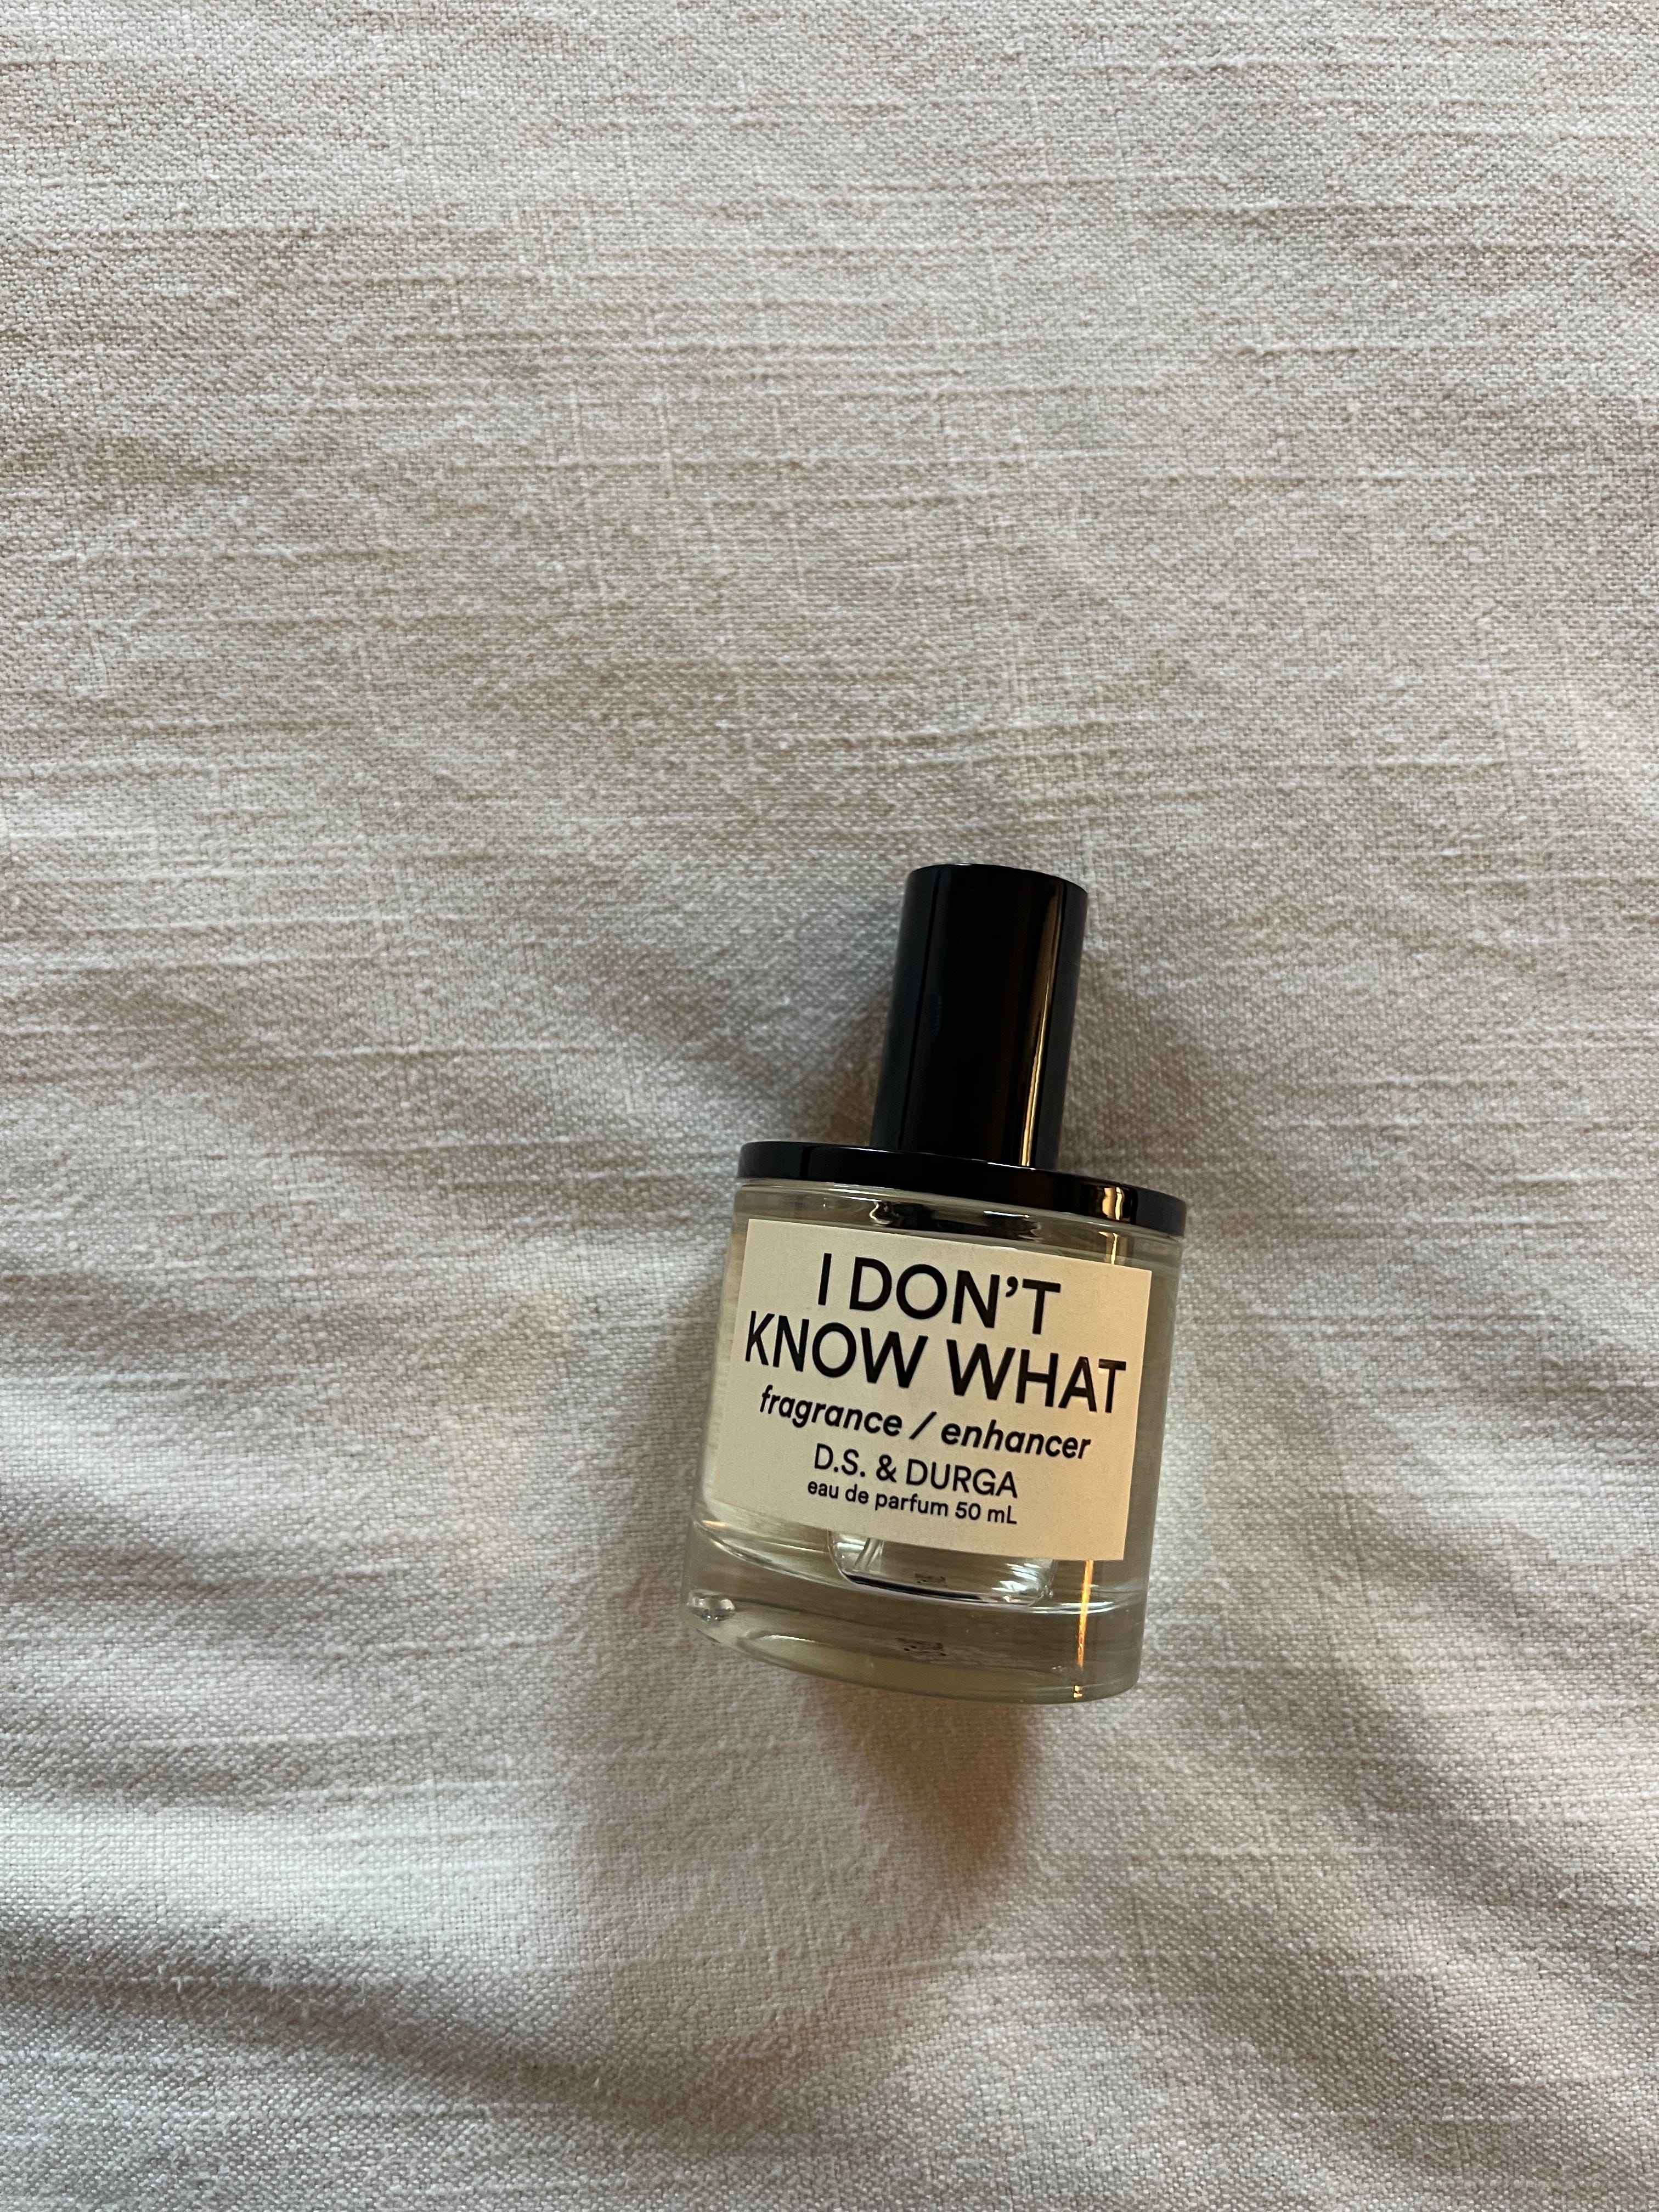 I DON’T
KNOW WHAT
fragrance / enhancer
D.S. & DURGA
eau de parfum 50 mL